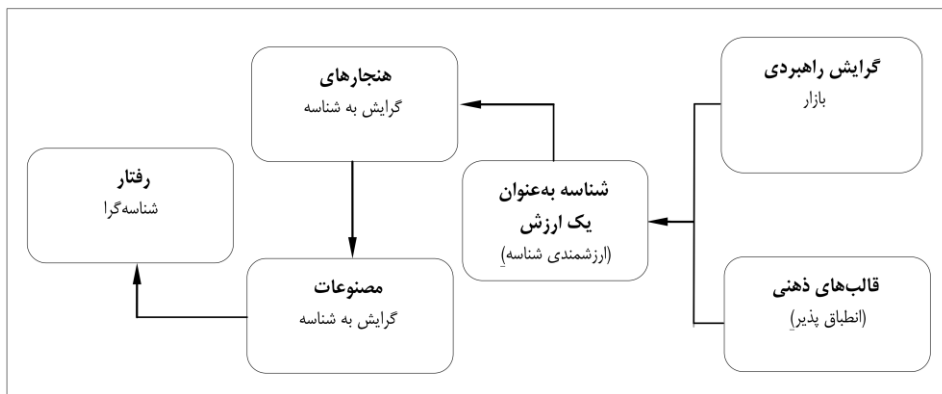 گرایش راهبردی
بازار
قالب‌های ذهنی
(انطباق پذیر)
شناسه به‌عنوان
یک ارزش
(ارزشمندی شناسه)
هنجارهای
گرایش به شناسه
مصنوعات
گرایش به شناسه
رفتار
شناسه‌گرا